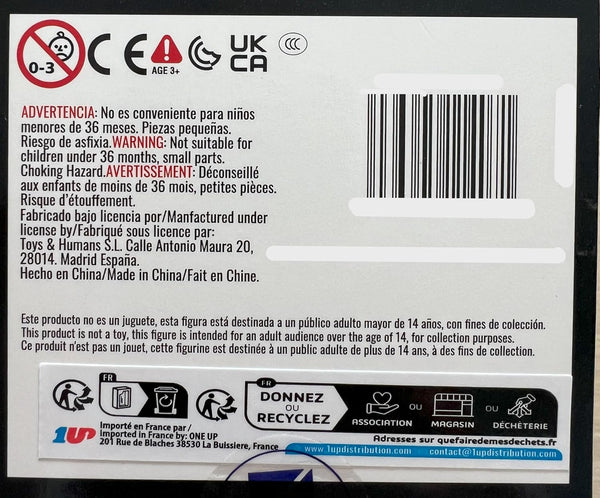 0-3
CE
AGE 3+
UK
CA
CCC
ADVERTENCIA: No es conveniente para niños
menores de 36 meses. Piezas pequeñas.
Riesgo de asfixia.WARNING: Not suitable for
children under 36 months, small parts.
Choking Hazard.AVERTISSEMENT: Déconseillé
aux enfants de moins de 36 mois, petites pièces.
Risque d'étouffement.
Fabricado bajo licencia por/Manfactured under
license by/Fabriqué sous licence par:
Toys & Humans S.L. Calle Antonio Maura 20,
28014. Madrid España.
Hecho en China/Made in China/Fait en Chine.
Este producto no es un juguete, esta figura está destinada a un público adulto mayor de 14 años, con fines de colección.
This product is not a toy, this figure is intended for an adult audience over the age of 14, for collection purposes.
Ce produit n'est pas un jouet, cette figurine est destinée à un public adulte de plus de 14 ans, à des fins de collection.
FR
FR
DONNEZ
OU
RECYCLEZ
ASSOCIATION
OU
MAGASIN
OU
DÉCHÈTERIE
Adresses sur quefairedemesdechets.fr
1UP
Importé en France par /
Imported in France by: ONE UP
201 Rue de Blaches 38530 La Buissiere, France
www.1updistribution.com - contact@1updistribution.com